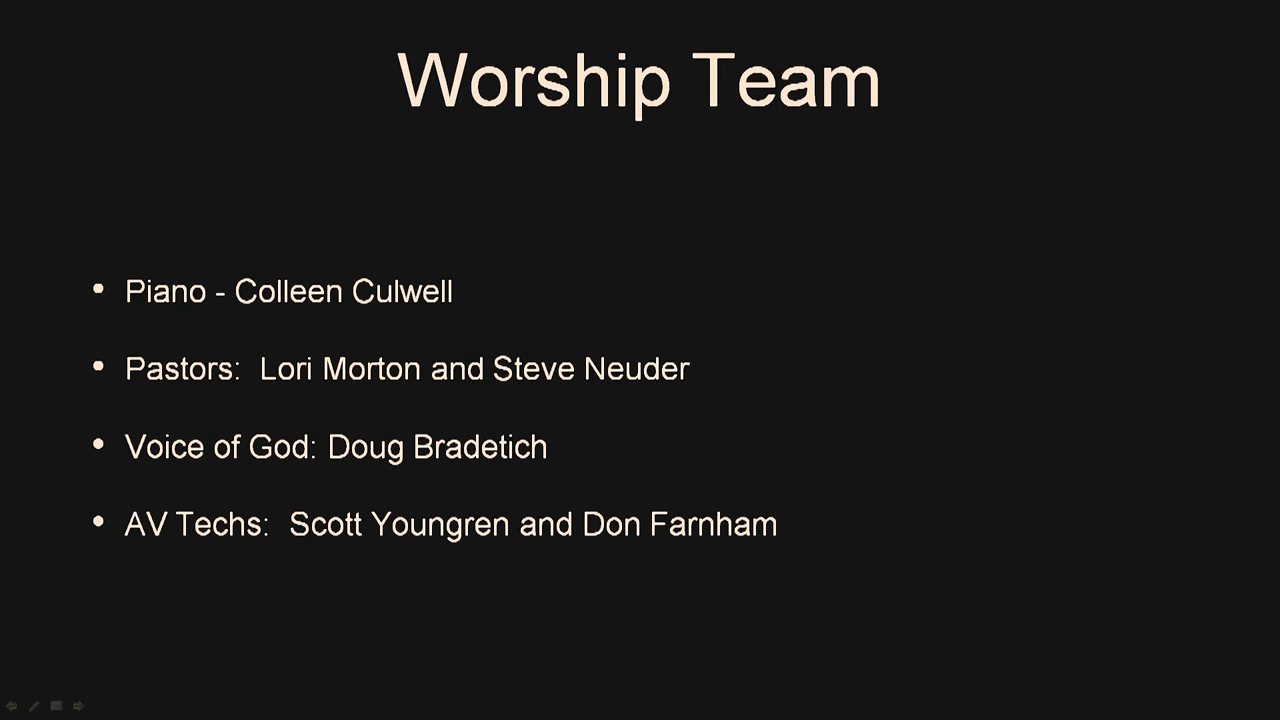 Worship Team
• Piano - Colleen Culwell
• Pastors:  Lori Morton and Steve Neuder
• Voice of God: Doug Bradetich
• AV Techs:  Scott Youngren and Don Farnham